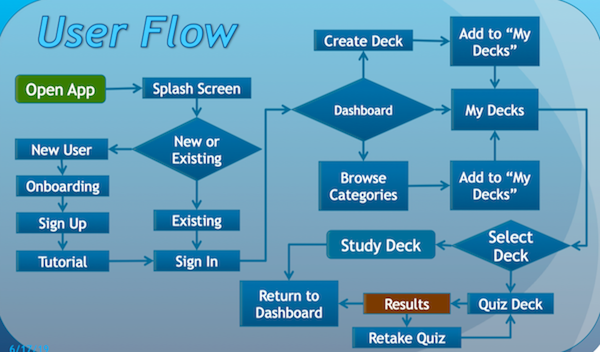 User Flow
Open App
Splash Screen
New or
Existing
New User
Onboarding
Sign Up
Tutorial
Existing
Sign In
Dashboard
Create Deck
Add to “My
Decks”
My Decks
Browse
Categories
Add to “My
Decks”
Select
Deck
Study Deck
Quiz Deck
Results
Return to
Dashboard
Retake Quiz